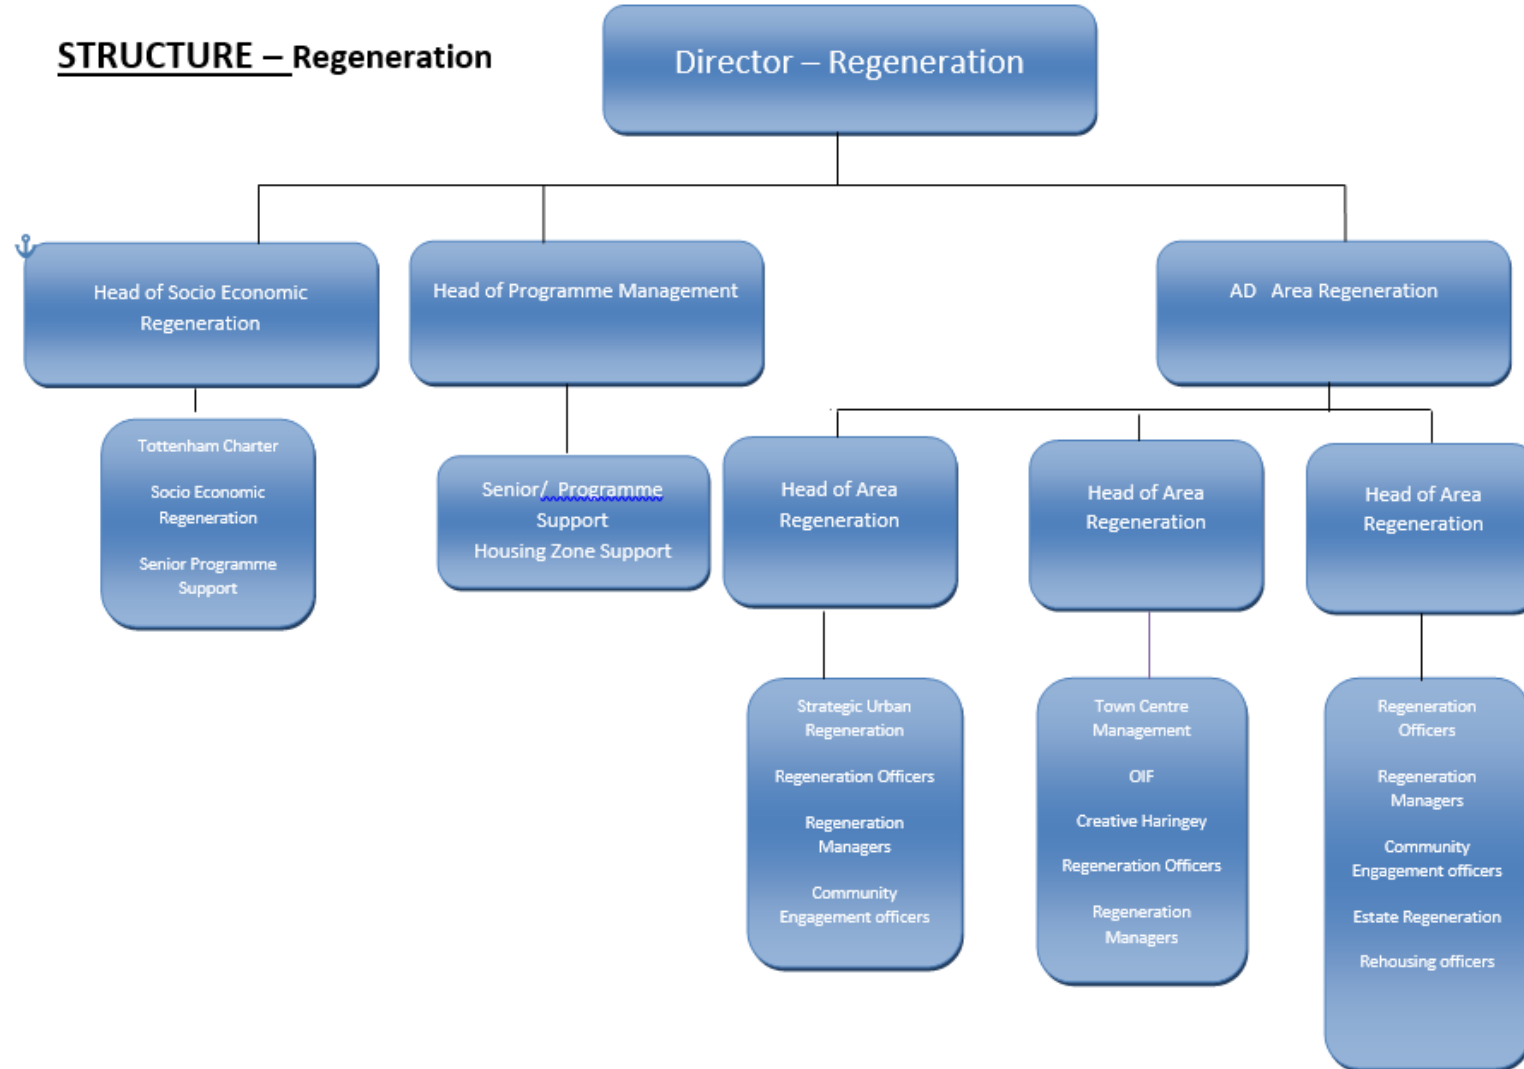 STRUCTURE – Regeneration
Director – Regeneration
Head of Socio Economic
Regeneration
Head of Programme Management
AD   Area Regeneration
Tottenham Charter
Socio Economic
Regeneration
Senior Programme
Support
Senior/  Programme
Support
Housing Zone Support
Head of Area
Regeneration
Head of Area
Regeneration
Head of Area
Regeneration
Strategic Urban
Regeneration
Regeneration Officers
Regeneration
Managers
Community
Engagement officers
Town Centre
Management
OIF
Creative Haringey
Regeneration Officers
Regeneration
Managers
Regeneration
Officers
Regeneration
Managers
Community
Engagement officers
Estate Regeneration
Rehousing officers